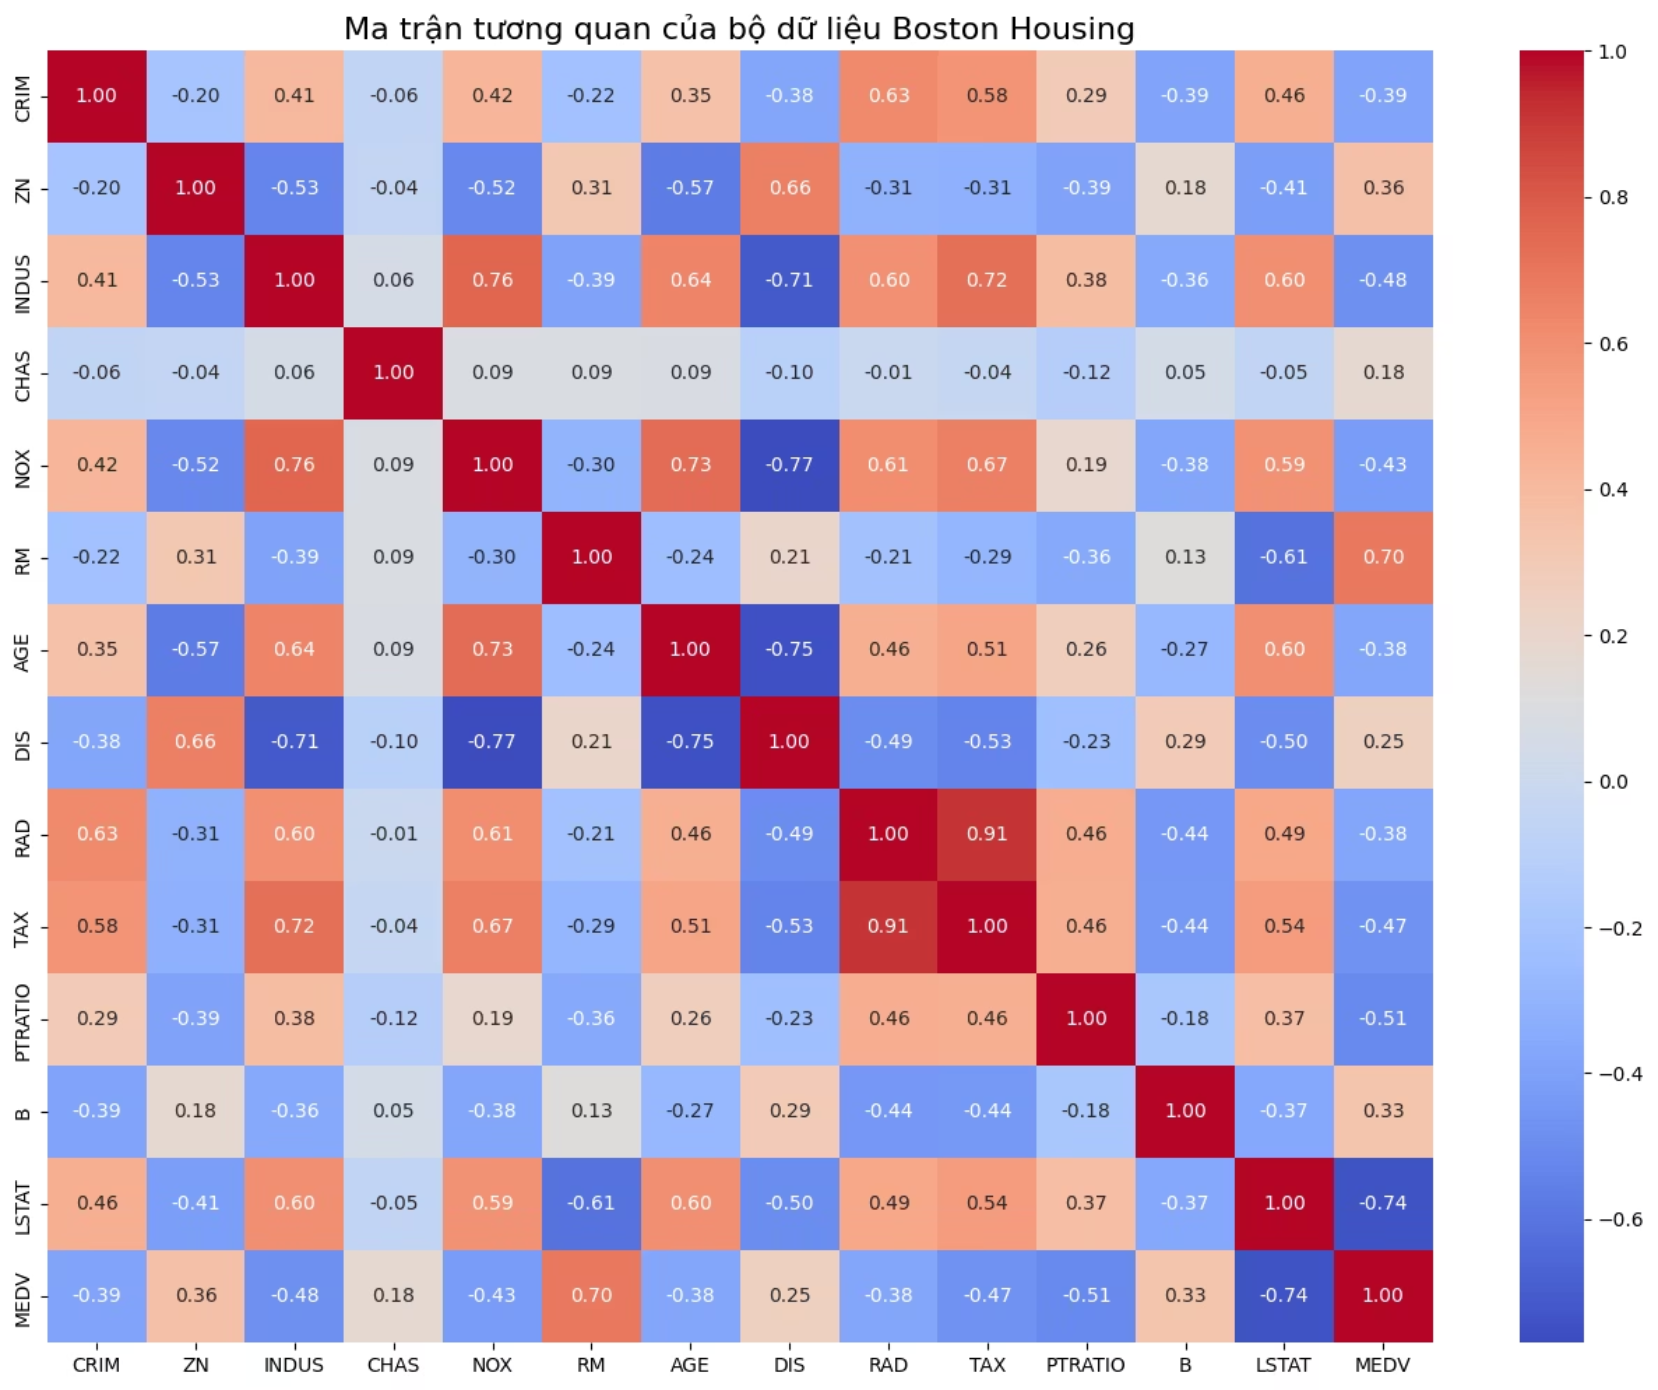 Ma trận tương quan của bộ dữ liệu Boston Housing
CRIM 1.00 -0.20 0.41 -0.06 0.42 -0.22 0.35 -0.38 0.63 0.58 0.29 -0.39 0.46 -0.39
ZN -0.20 1.00 -0.53 -0.04 -0.52 0.31 -0.57 0.66 -0.31 -0.31 -0.39 0.18 -0.41 0.36
INDUS 0.41 -0.53 1.00 0.06 0.76 -0.39 0.64 -0.71 0.60 0.72 0.38 -0.36 0.60 -0.48
CHAS -0.06 -0.04 0.06 1.00 0.09 0.09 0.09 -0.10 -0.01 -0.04 -0.12 0.05 -0.05 0.18
NOX 0.42 -0.52 0.76 0.09 1.00 -0.30 0.73 -0.77 0.61 0.67 0.19 -0.38 0.59 -0.43
RM -0.22 0.31 -0.39 0.09 -0.30 1.00 -0.24 0.21 -0.21 -0.29 -0.36 0.13 -0.61 0.70
AGE 0.35 -0.57 0.64 0.09 0.73 -0.24 1.00 -0.75 0.46 0.51 0.26 -0.27 0.60 -0.38
DIS -0.38 0.66 -0.71 -0.10 -0.77 0.21 -0.75 1.00 -0.49 -0.53 -0.23 0.29 -0.50 0.25
RAD 0.63 -0.31 0.60 -0.01 0.61 -0.21 0.46 -0.49 1.00 0.91 0.46 -0.44 0.49 -0.38
TAX 0.58 -0.31 0.72 -0.04 0.67 -0.29 0.51 -0.53 0.91 1.00 0.46 -0.44 0.54 -0.47
PTRATIO 0.29 -0.39 0.38 -0.12 0.19 -0.36 0.26 -0.23 0.46 0.46 1.00 -0.18 0.37 -0.51
B -0.39 0.18 -0.36 0.05 -0.38 0.13 -0.27 0.29 -0.44 -0.44 -0.18 1.00 -0.37 0.33
LSTAT 0.46 -0.41 0.60 -0.05 0.59 -0.61 0.60 -0.50 0.49 0.54 0.37 -0.37 1.00 -0.74
MEDV -0.39 0.36 -0.48 0.18 -0.43 0.70 -0.38 0.25 -0.38 -0.47 -0.51 0.33 -0.74 1.00
CRIM ZN INDUS CHAS NOX RM AGE DIS RAD TAX PTRATIO B LSTAT MEDV
1.0
0.8
0.6
0.4
0.2
0.0
−0.2
−0.4
−0.6